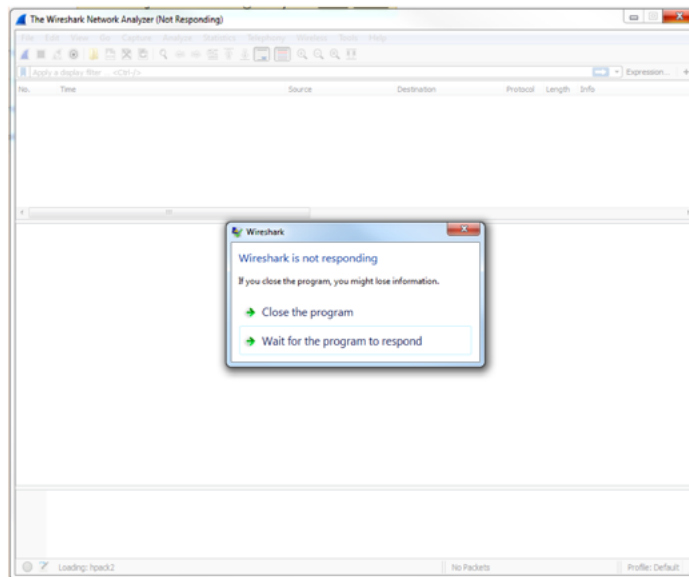 The Wireshark Network Analyzer (Not Responding)
File Edit View Go Capture Analyze Statistics Telephony Wireless Tools Help
Apply a display filter ... <Ctrl-/> Expression... +
No. Time Source Destination Protocol Length Info
Wireshark
Wireshark is not responding
If you close the program, you might lose information.
Close the program
Wait for the program to respond
Loading: hpack2 No Packets Profile: Default